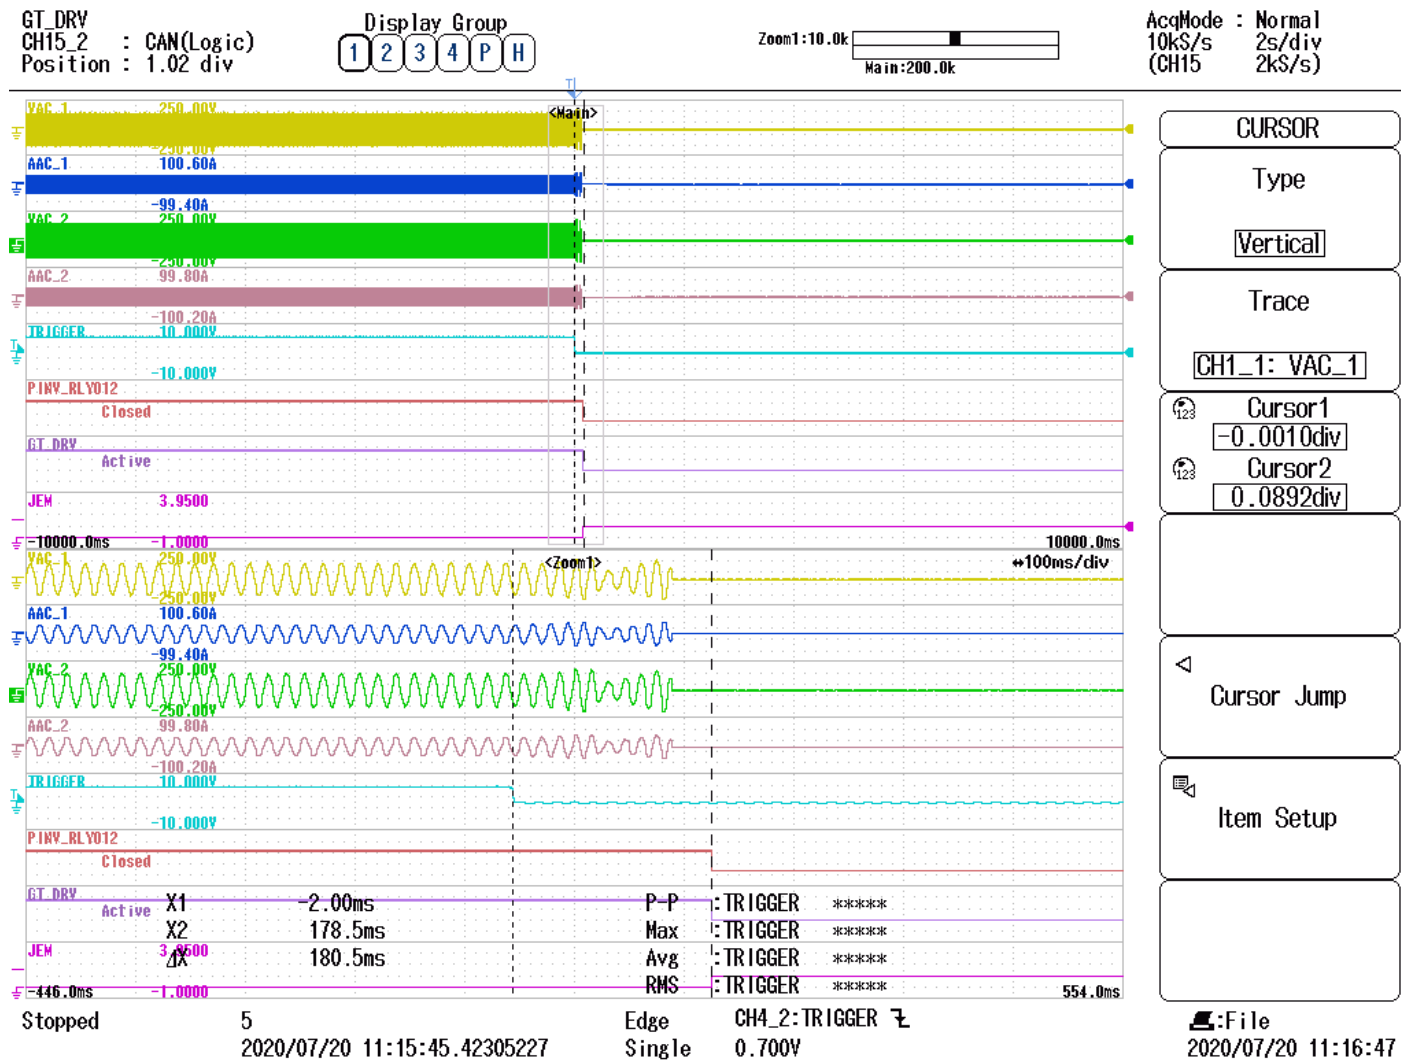 GT_DRV
CH15_2 : CAN(Logic)
Position : 1.02 div
Display Group
1 2 3 4 P H
Zoom1:10.0k
Main:200.0k
AcqMode : Normal
10kS/s 2s/div
(CH15 2kS/s)
T
<Main>
VAC_1 250.00V
-250.00V
AAC_1 100.60A
-99.40A
VAC_2 250.00V
-250.00V
AAC_2 99.80A
-100.20A
TRIGGER 10.000V
-10.000V
PINV_RLY012
Closed
GT_DRV
Active
JEM 3.9500
-10000.0ms -1.0000 10000.0ms
<Zoom1> ↔100ms/div
VAC_1 250.00V
-250.00V
AAC_1 100.60A
-99.40A
VAC_2 250.00V
-250.00V
AAC_2 99.80A
-100.20A
TRIGGER 10.000V
-10.000V
PINV_RLY012
Closed
GT_DRV
Active
X1 -2.00ms P-P :TRIGGER *****
X2 178.5ms Max :TRIGGER *****
JEM 3.9500
ΔX 180.5ms Avg :TRIGGER *****
RMS :TRIGGER *****
-446.0ms -1.0000 554.0ms
CURSOR
Type
Vertical
Trace
CH1_1: VAC_1
Cursor1
-0.0010div
Cursor2
0.0892div
Cursor Jump
Item Setup
Stopped 5 Edge CH4_2:TRIGGER
2020/07/20 11:15:45.42305227 Single 0.700V
:File
2020/07/20 11:16:47